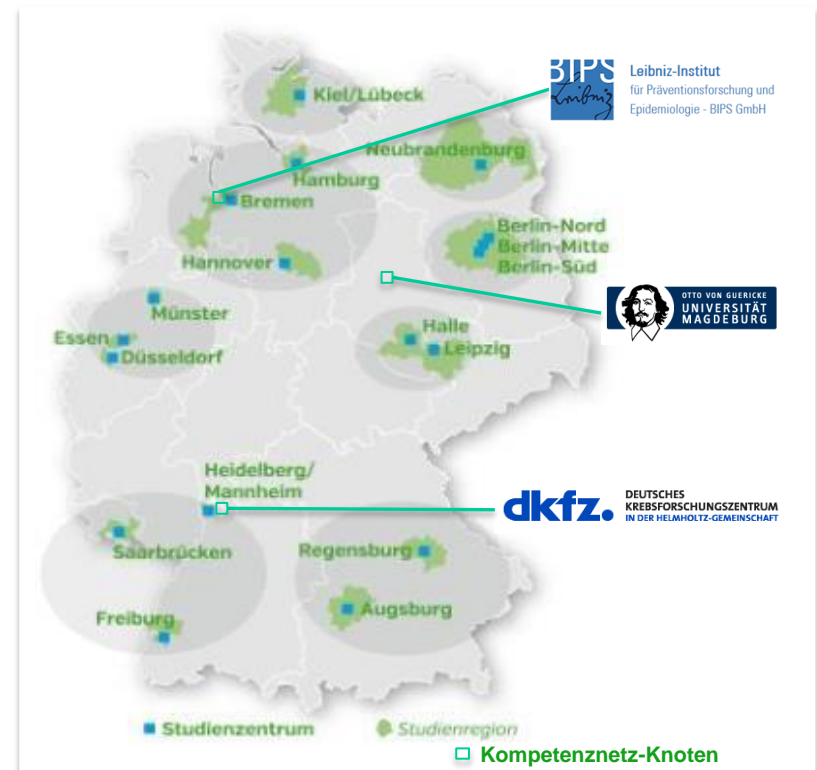 BIPS
Leibniz
Leibniz-Institut
für Präventionsforschung und
Epidemiologie - BIPS GmbH
Kiel/Lübeck
Neubrandenburg
Hamburg
Bremen
Berlin-Nord
Berlin-Mitte
Berlin-Süd
Hannover
OTTO VON GUERICKE
UNIVERSITÄT
MAGDEBURG
Münster
Essen
Düsseldorf
Halle
Leipzig
Heidelberg/
Mannheim
dkfz.
DEUTSCHES
KREBSFORSCHUNGSZENTRUM
IN DER HELMHOLTZ-GEMEINSCHAFT
Saarbrücken
Regensburg
Freiburg
Augsburg
Studienzentrum
Studienregion
Kompetenznetz-Knoten